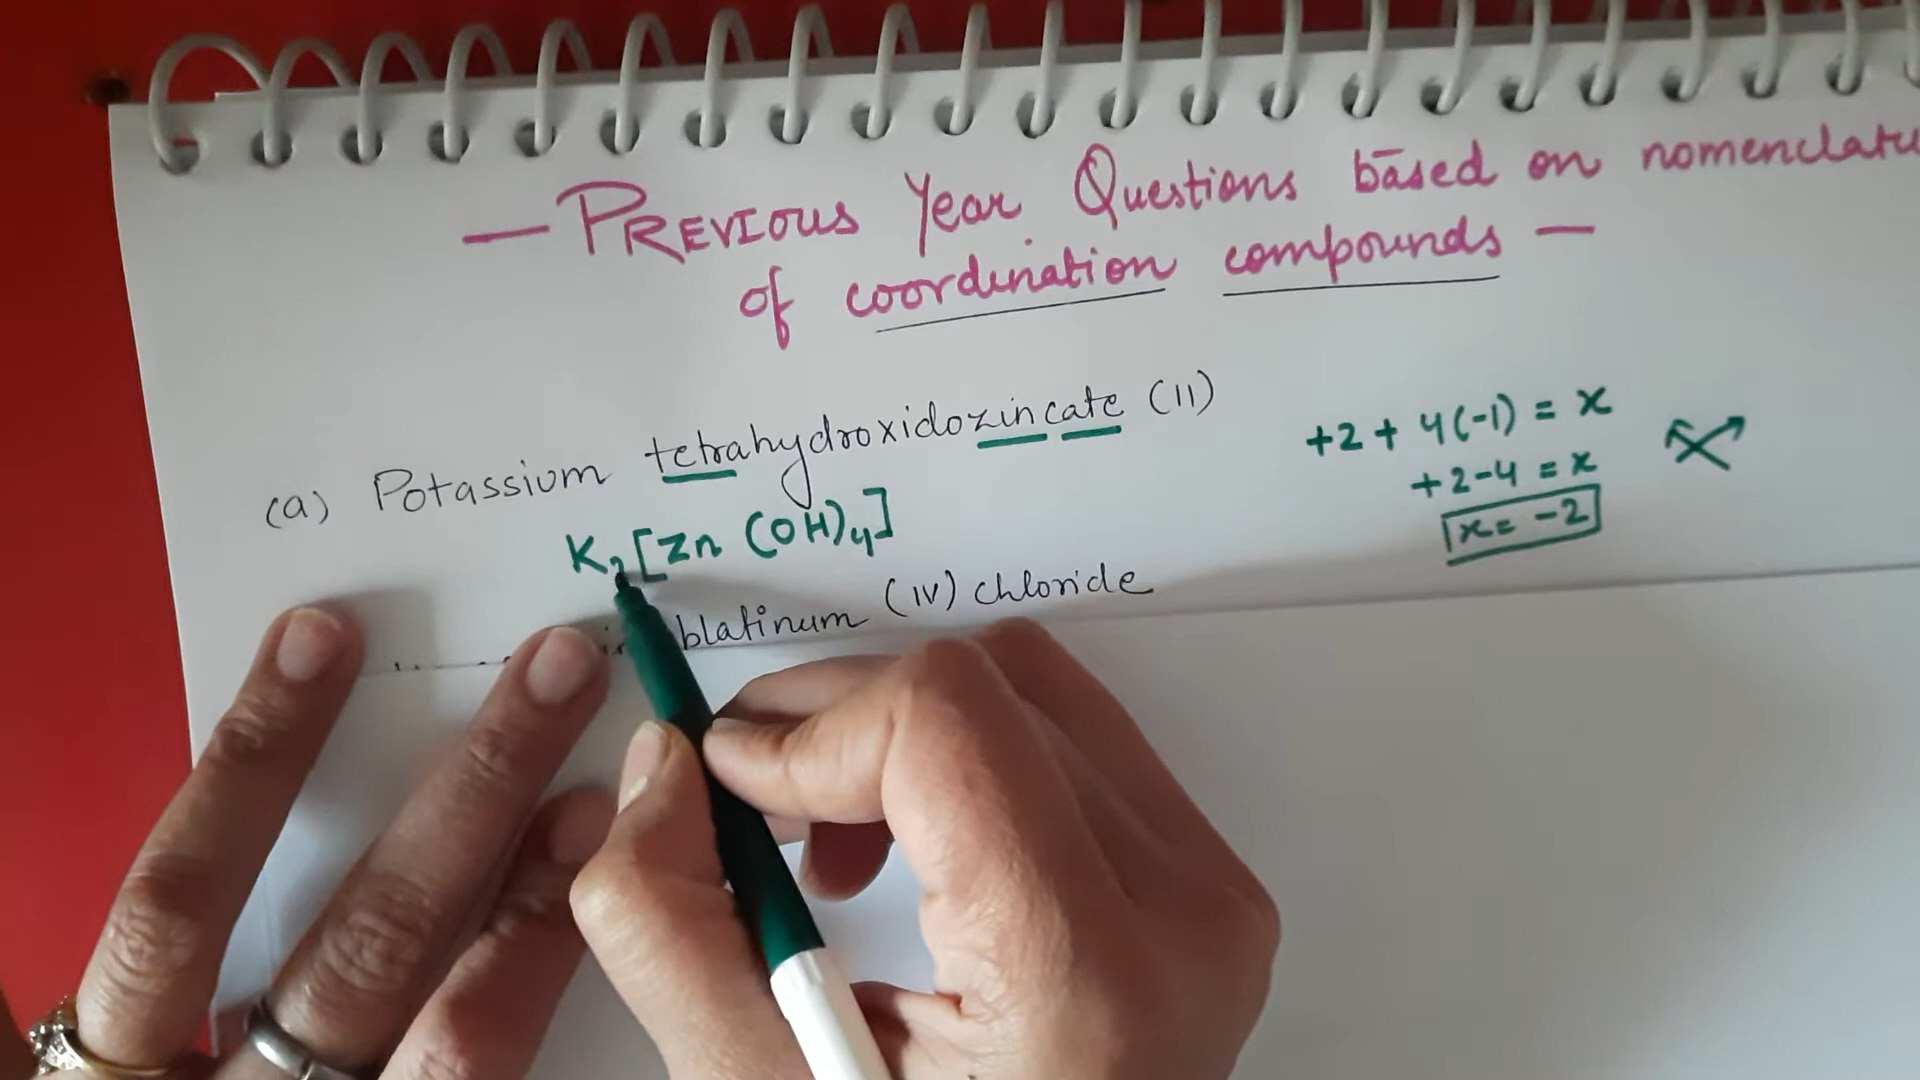 — PREVIOUS Year Questions based on nomenclatu
of coordination compounds —
(a) Potassium tetrahydroxidozincate (II)
K2[Zn (OH)4]
+2 + 4(-1) = x
+2-4 = x
x = -2
platinum (IV) chloride